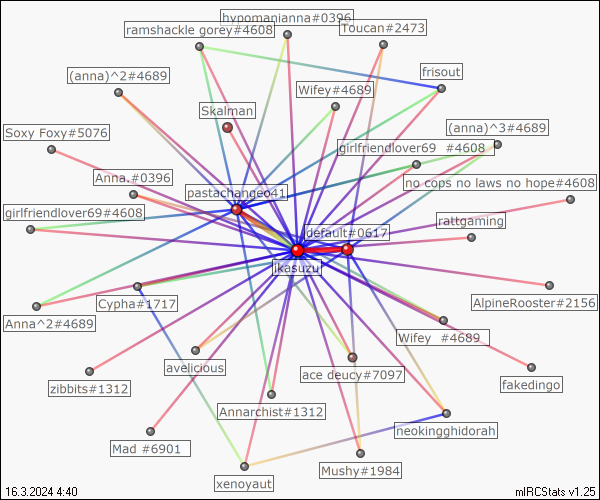 hypomanianna#0396
ramshackle gorey#4608
Toucan#2473
(anna)^2#4689
frisout
Wifey#4689
Skalman
Soxy Foxy#5076
(anna)^3#4689
girlfriendlover69 #4608
Anna.#0396
no cops no laws no hope#4608
pastachangeo41
girlfriendlover69#4608
rattgaming
default#0617
ikasuzu
Cypha#1717
AlpineRooster#2156
Anna^2#4689
Wifey #4689
avelicious
ace deucy#7097
zibbits#1312
fakedingo
Annarchist#1312
neokingghidorah
Mad #6901
Mushy#1984
xenoyaut
16.3.2024 4:40
mIRCStats v1.25